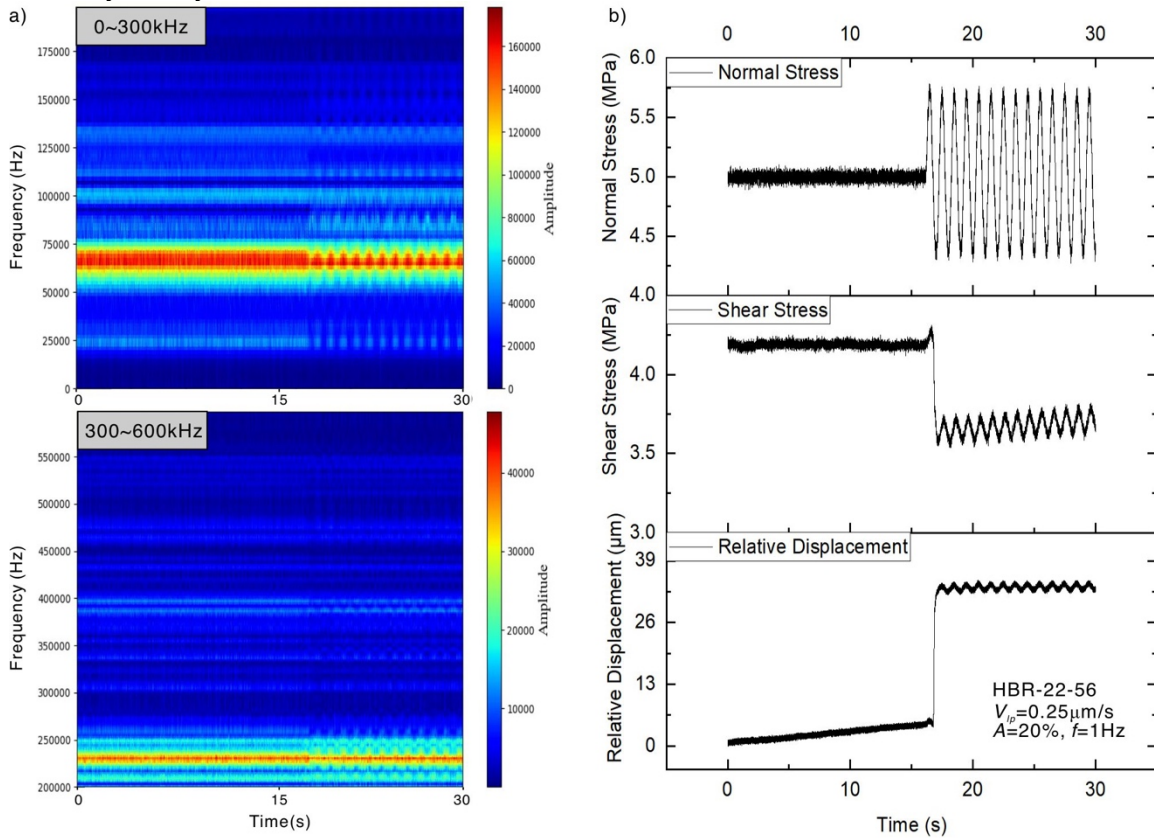 a)
0~300kHz
175000
150000
125000
100000
75000
50000
25000
0
Frequency (Hz)
0
15
30
160000
140000
120000
100000
80000
60000
40000
20000
0
Amplitude
300~600kHz
550000
500000
450000
400000
350000
300000
250000
200000
Frequency (Hz)
0
15
30
Time(s)
40000
30000
20000
10000
Amplitude
b)
0
10
20
30
Normal Stress
6.0
5.5
5.0
4.5
4.0
Normal Stress (MPa)
Shear Stress
4.0
3.5
3.0
Shear Stress (MPa)
Relative Displacement
39
26
13
0
Relative Displacement (μm)
HBR-22-56
Vlp=0.25μm/s
A=20%, f=1Hz
0
10
20
30
Time (s)